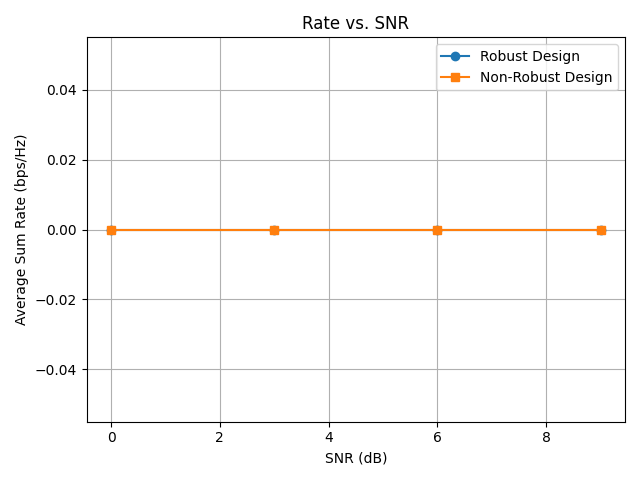 Rate vs. SNR
Robust Design
Non-Robust Design
Average Sum Rate (bps/Hz)
0.04
0.02
0.00
−0.02
−0.04
0 2 4 6 8
SNR (dB)